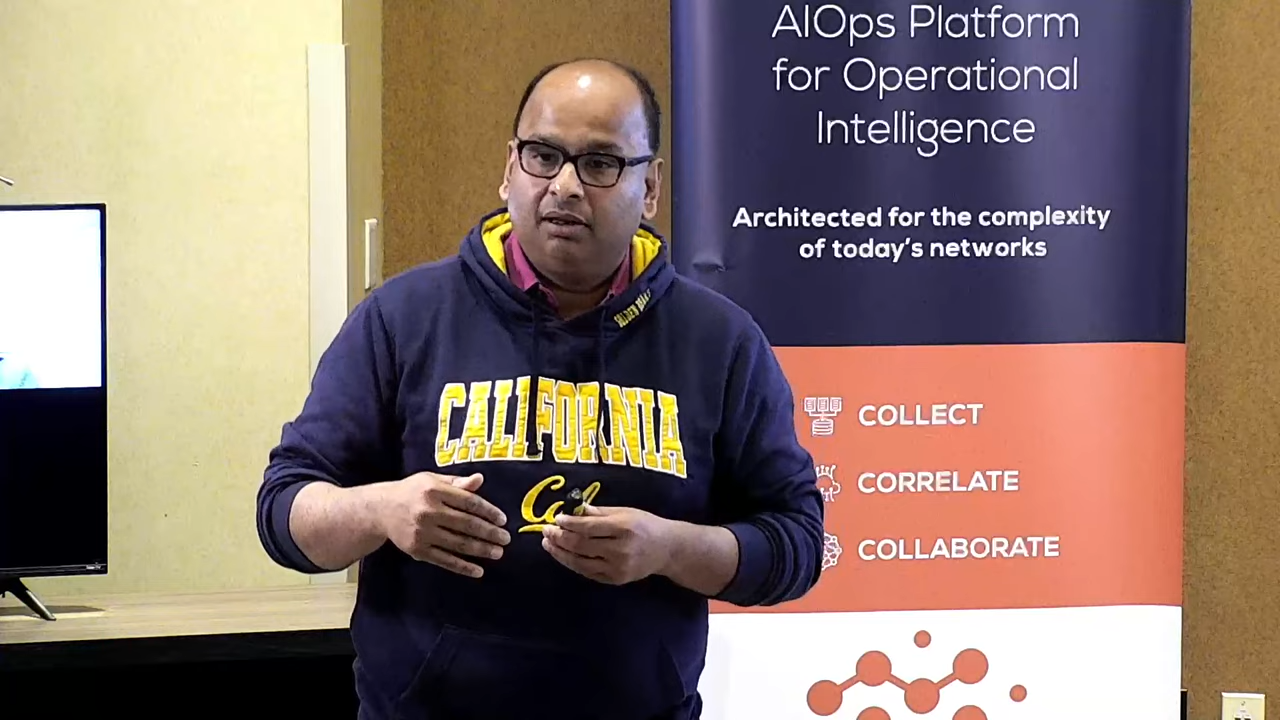 AIOps Platform
for Operational
Intelligence
Architected for the complexity
of today's networks
COLLECT
CORRELATE
COLLABORATE
CALIFORNIA
Cal